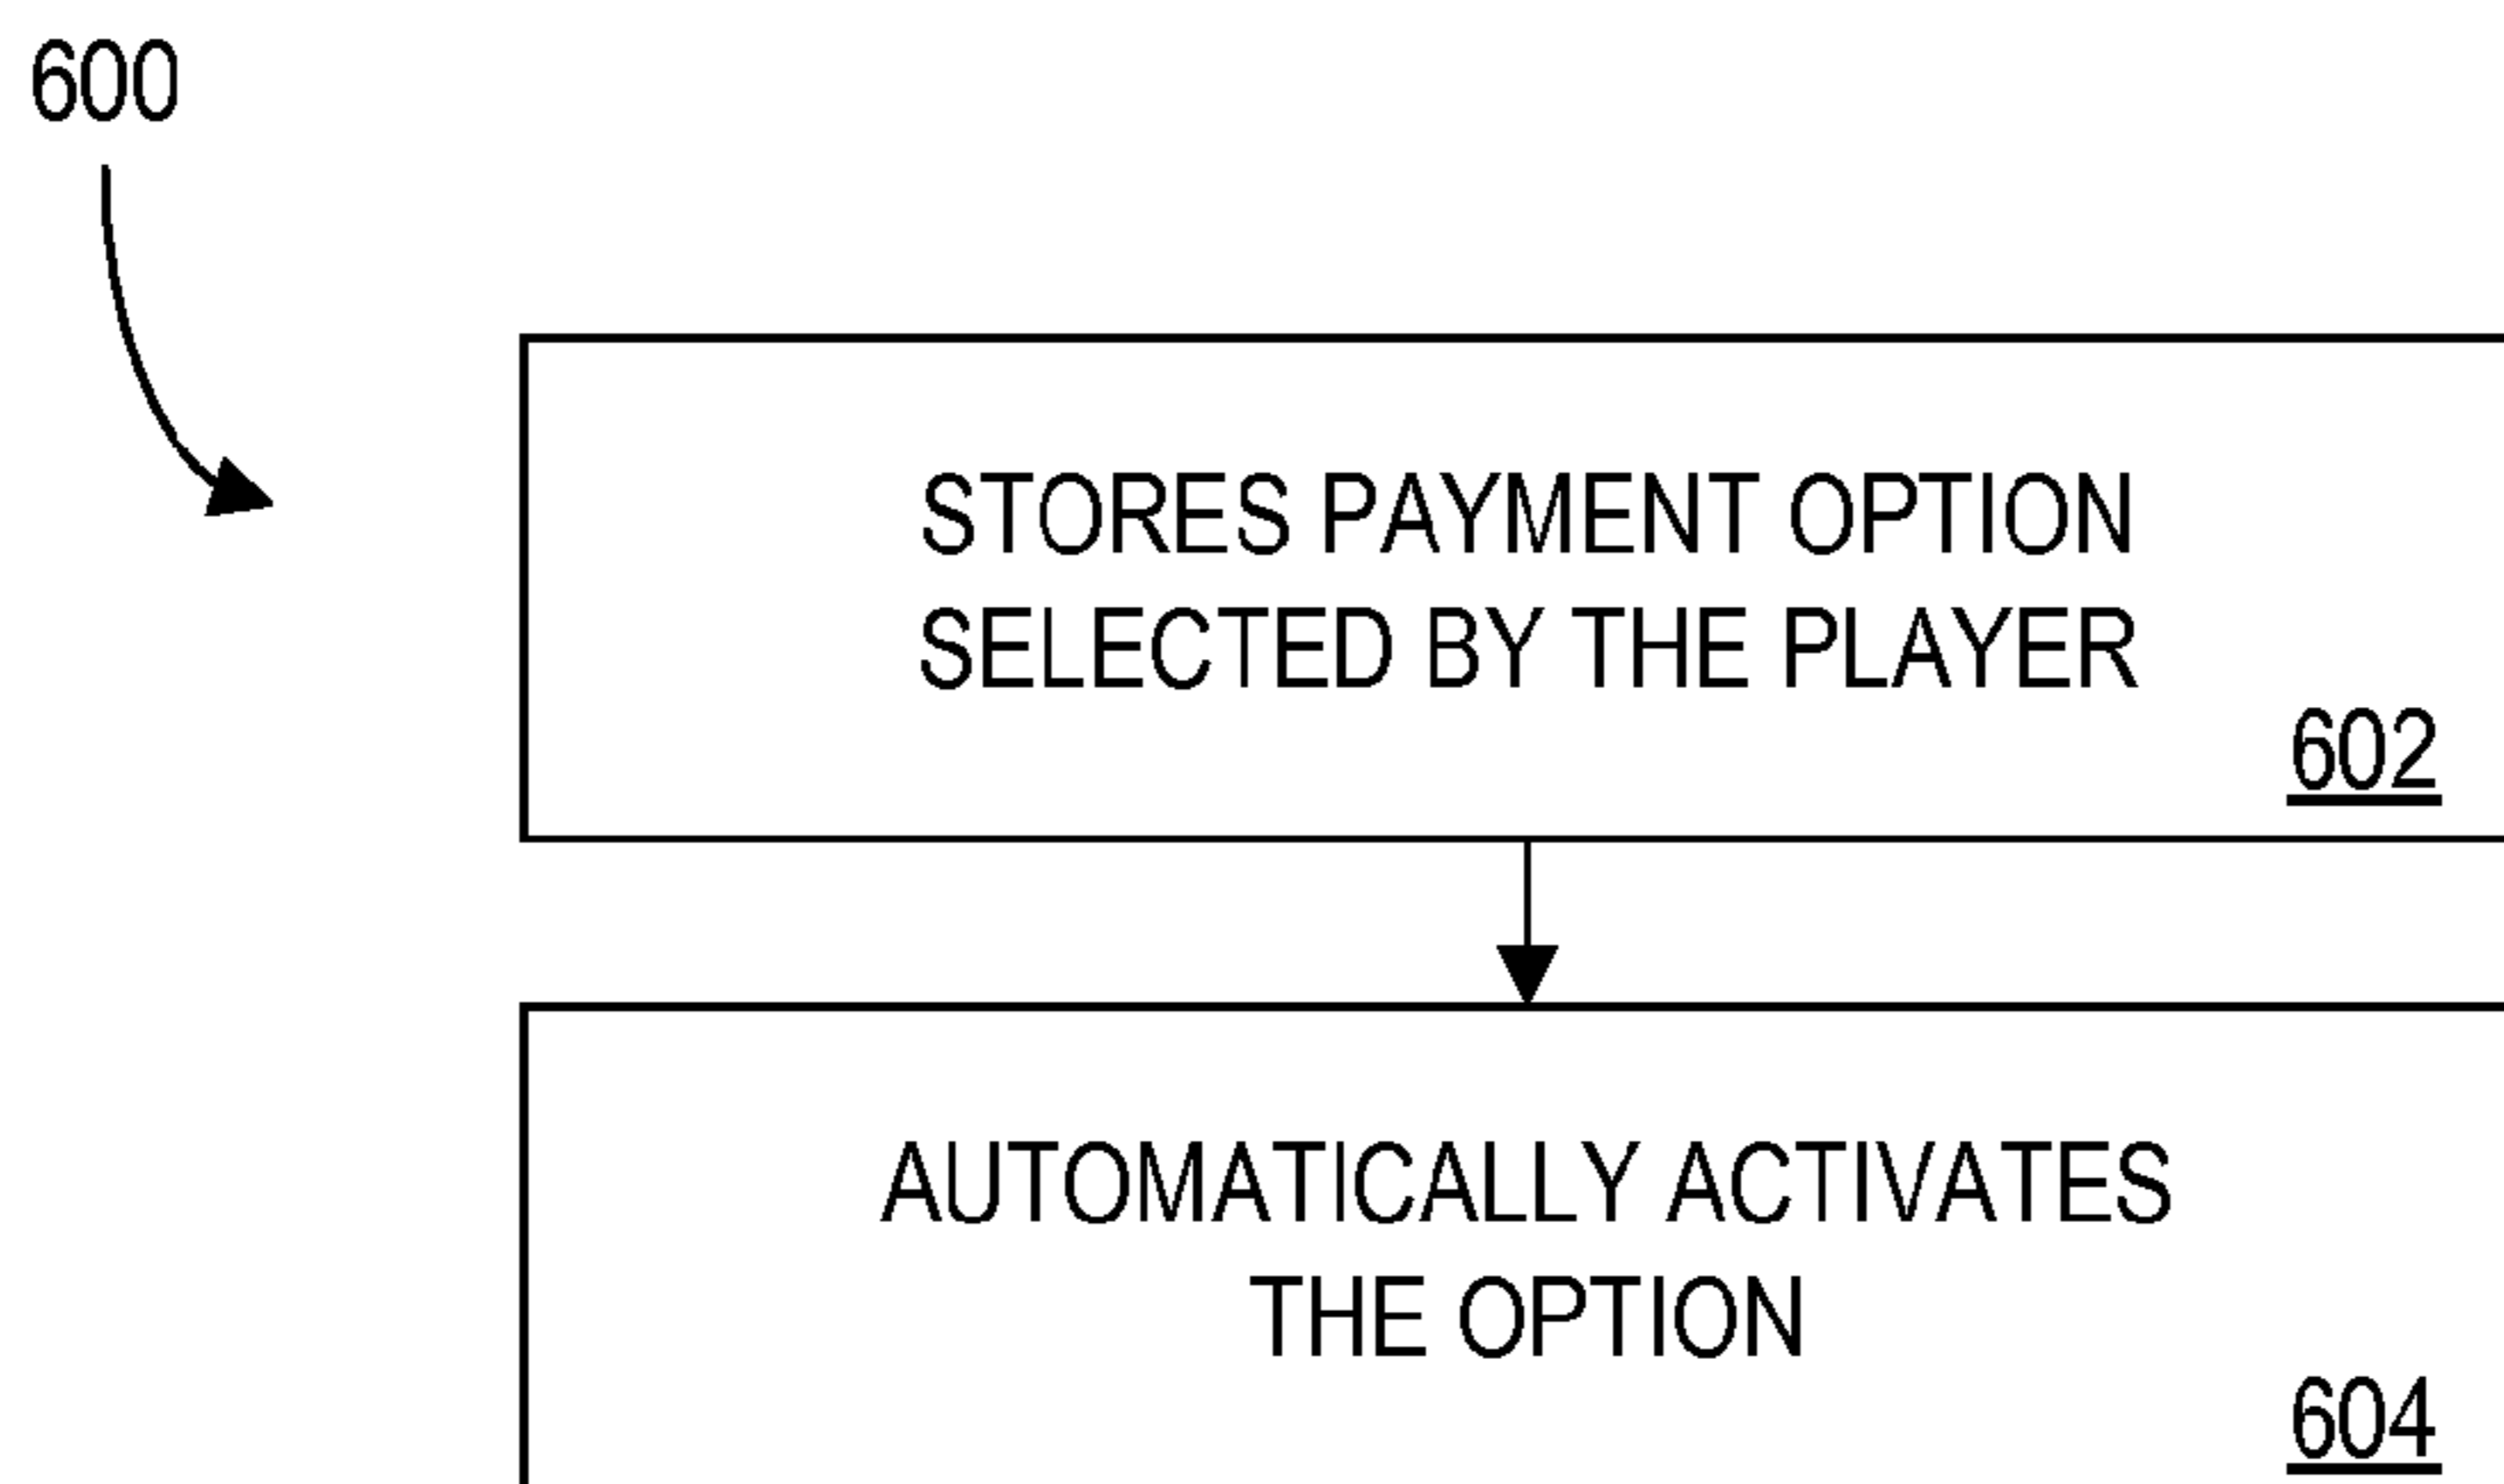 600
STORES PAYMENT OPTION
SELECTED BY THE PLAYER
602
AUTOMATICALLY ACTIVATES
THE OPTION
604